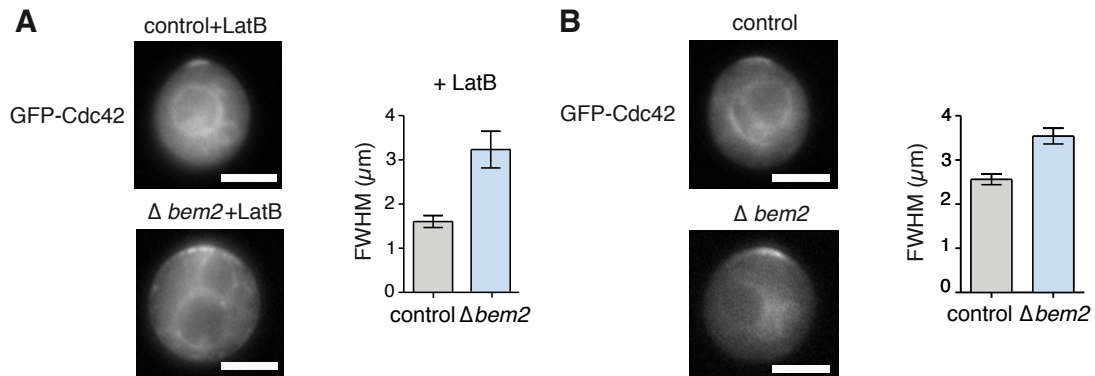 A
control+LatB
GFP-Cdc42
Δ bem2+LatB
+ LatB
FWHM (µm)
4
3
2
1
0
control Δbem2
B
control
GFP-Cdc42
Δ bem2
FWHM (µm)
4
3
2
1
0
control Δbem2